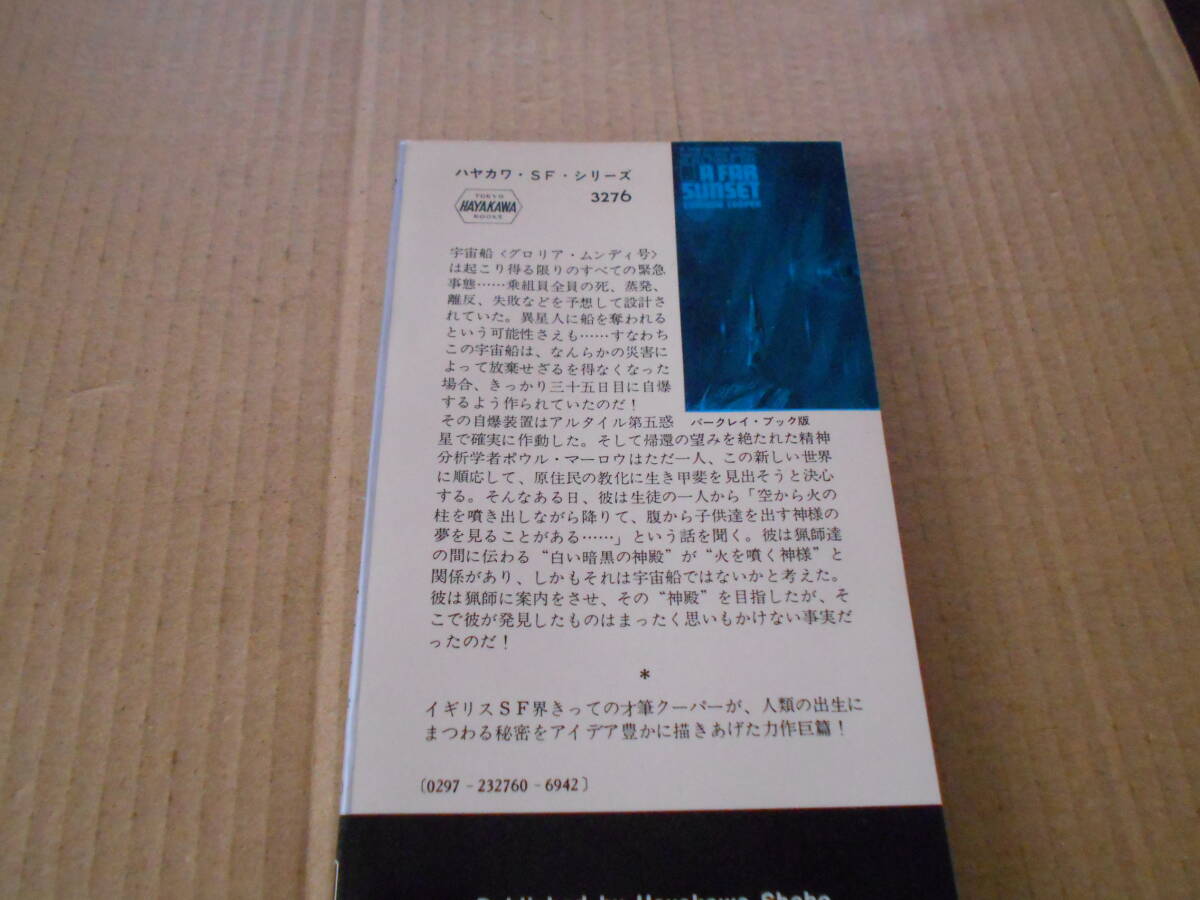 ハヤカワ・SF・シリーズ
TOKYO
HAYAKAWA
BOOKS
3276
A FAR
SUNSET
宇宙船〈グロリア・ムンディ号〉
は起こり得る限りのすべての緊急
事態……乗組員全員の死、蒸発、
離反、失敗などを予想して設計さ
れていた。異星人に船を奪われる
という可能性さえも……すなわち
この宇宙船は、なんらかの災害に
よって放棄せざるを得なくなった
場合、きっかり三十五日目に自爆
するよう作られていたのだ！
バークレイ・ブック版
その自爆装置はアルタイル第五惑
星で確実に作動した。そして帰還の望みを絶たれた精神
分析学者ポウル・マーロウはただ一人、この新しい世界
に順応して、原住民の教化に生き甲斐を見出そうと決心
する。そんなある日、彼は生徒の一人から「空から火の
柱を噴き出しながら降りて、腹から子供達を出す神様の
夢を見ることがある……」という話を聞く。彼は猟師達
の間に伝わる“白い暗黒の神殿”が“火を噴く神様”と
関係があり、しかもそれは宇宙船ではないかと考えた。
彼は猟師に案内をさせ、その“神殿”を目指したが、そ
こで彼が発見したものはまったく思いもかけない事実だ
ったのだ！
*
イギリスSF界きっての才筆クーパーが、人類の出生に
まつわる秘密をアイデア豊かに描きあげた力作巨篇！
〔0297-232760-6942〕
Published by Hayakawa Shobo